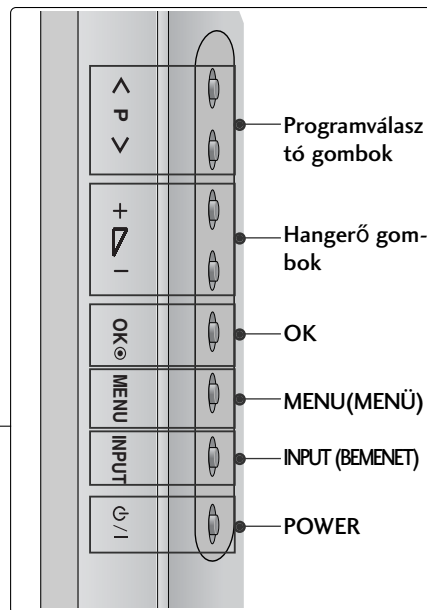 < P >
Programválasz
tó gombok
+ -
Hangerő gom-
bok
OK
OK
MENU
MENU(MENÜ)
INPUT
INPUT (BEMENET)
⏻/I
POWER